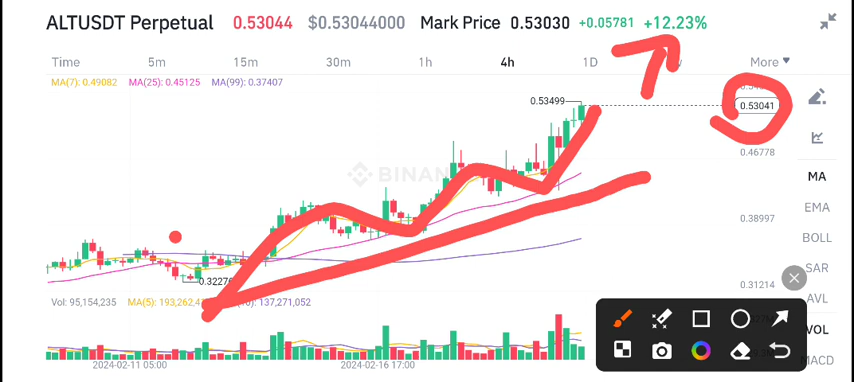 ALTUSDT Perpetual 0.53044 $0.53044000 Mark Price 0.53030 +0.05781 +12.23%
Time 5m 15m 30m 1h 4h 1D More
MA(7): 0.49082 MA(25): 0.45125 MA(99): 0.37407
0.53499
0.53041
0.46778
BINAN
MA
EMA
0.38997
BOLL
SAR
0.32276
0.31214
AVL
Vol: 95,154,235 MA(5): 193,262,4 137,271,052
VOL
MACD
2024-02-11 05:00 2024-02-16 17:00